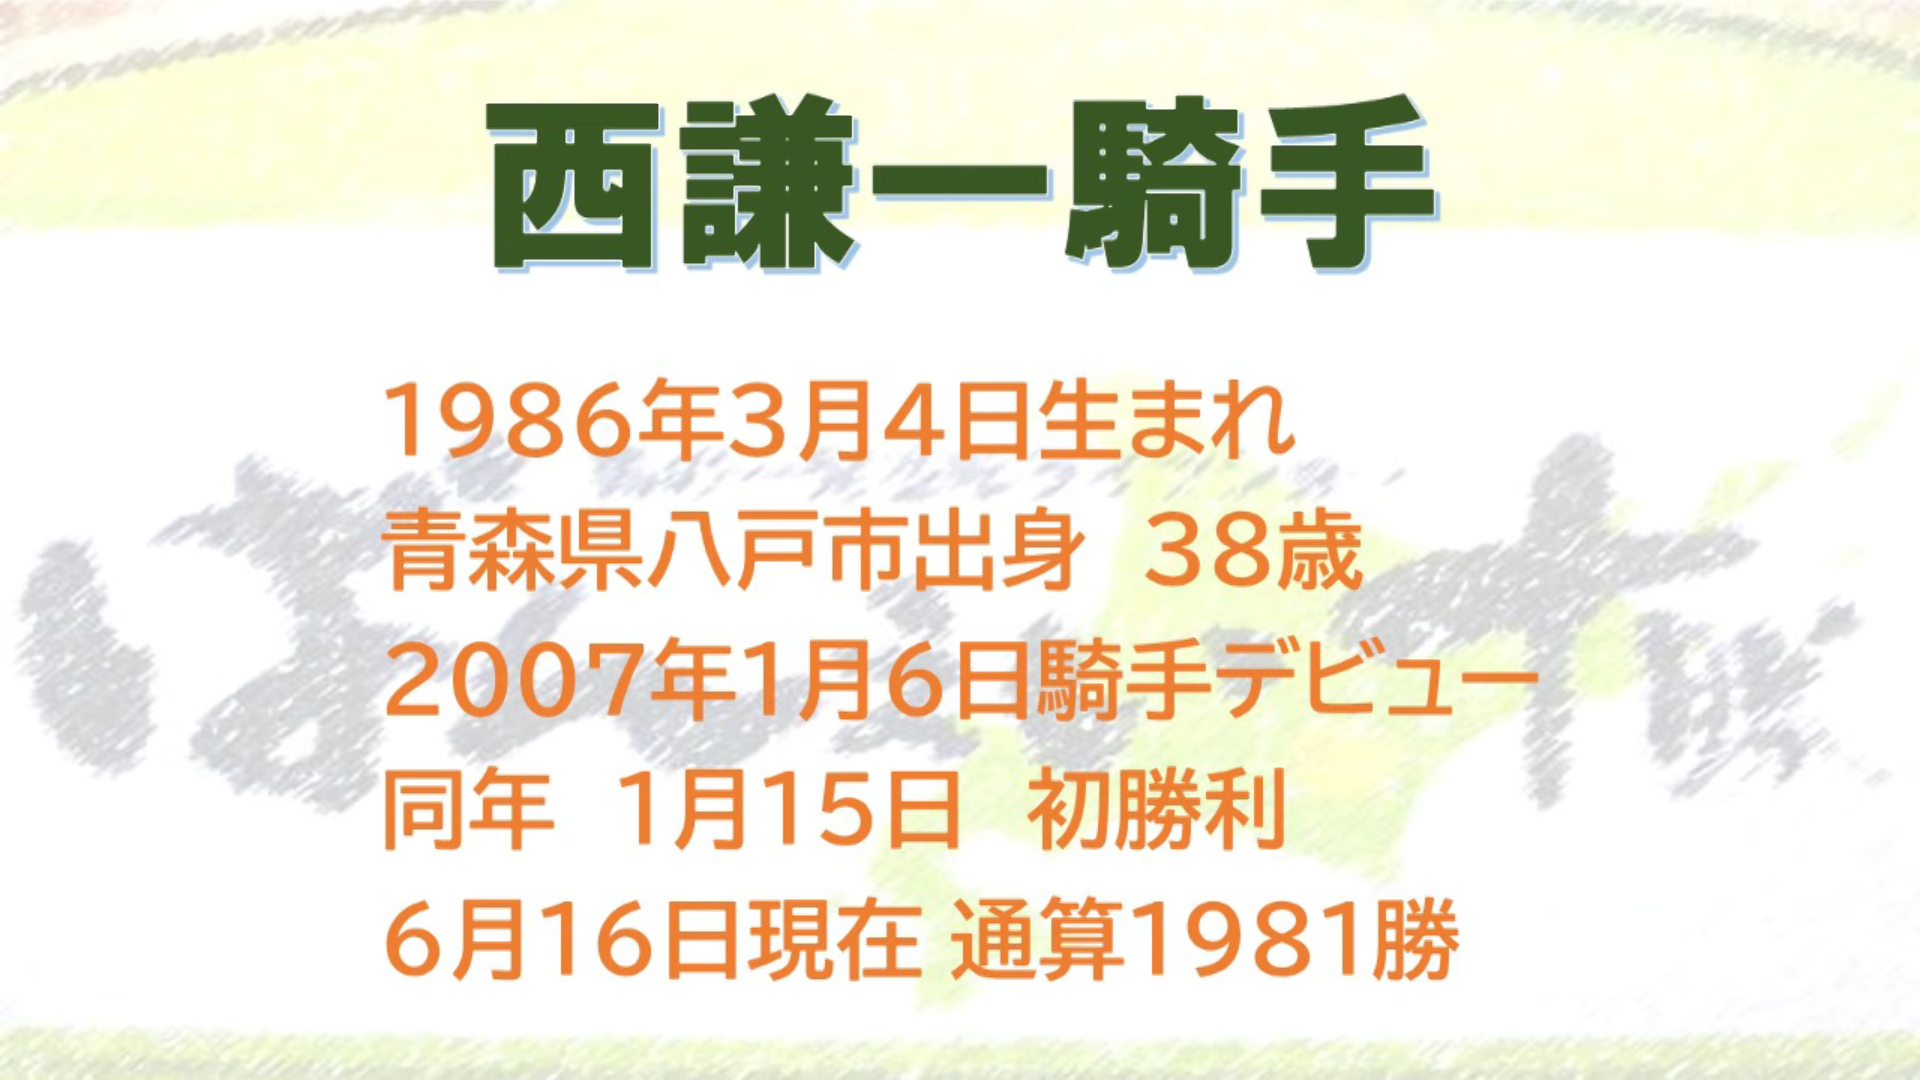 西謙一騎手
1986年3月4日生まれ
青森県八戸市出身　38歳
2007年1月6日騎手デビュー
同年　1月15日　初勝利
6月16日現在 通算1981勝